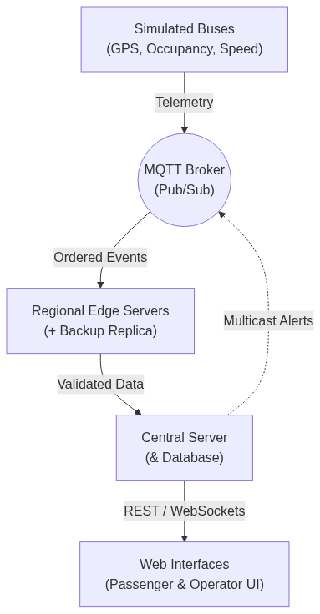 Simulated Buses
(GPS, Occupancy, Speed)
Telemetry
MQTT Broker
(Pub/Sub)
Ordered Events
Regional Edge Servers
(+ Backup Replica)
Multicast Alerts
Validated Data
Central Server
(& Database)
REST / WebSockets
Web Interfaces
(Passenger & Operator UI)